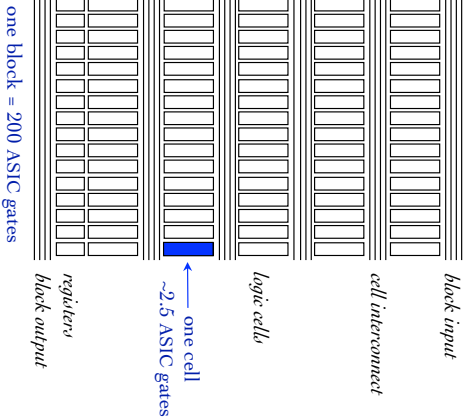 block input
cell interconnect
logic cells
one cell
~2.5 ASIC gates
registers
block output
one block = 200 ASIC gates